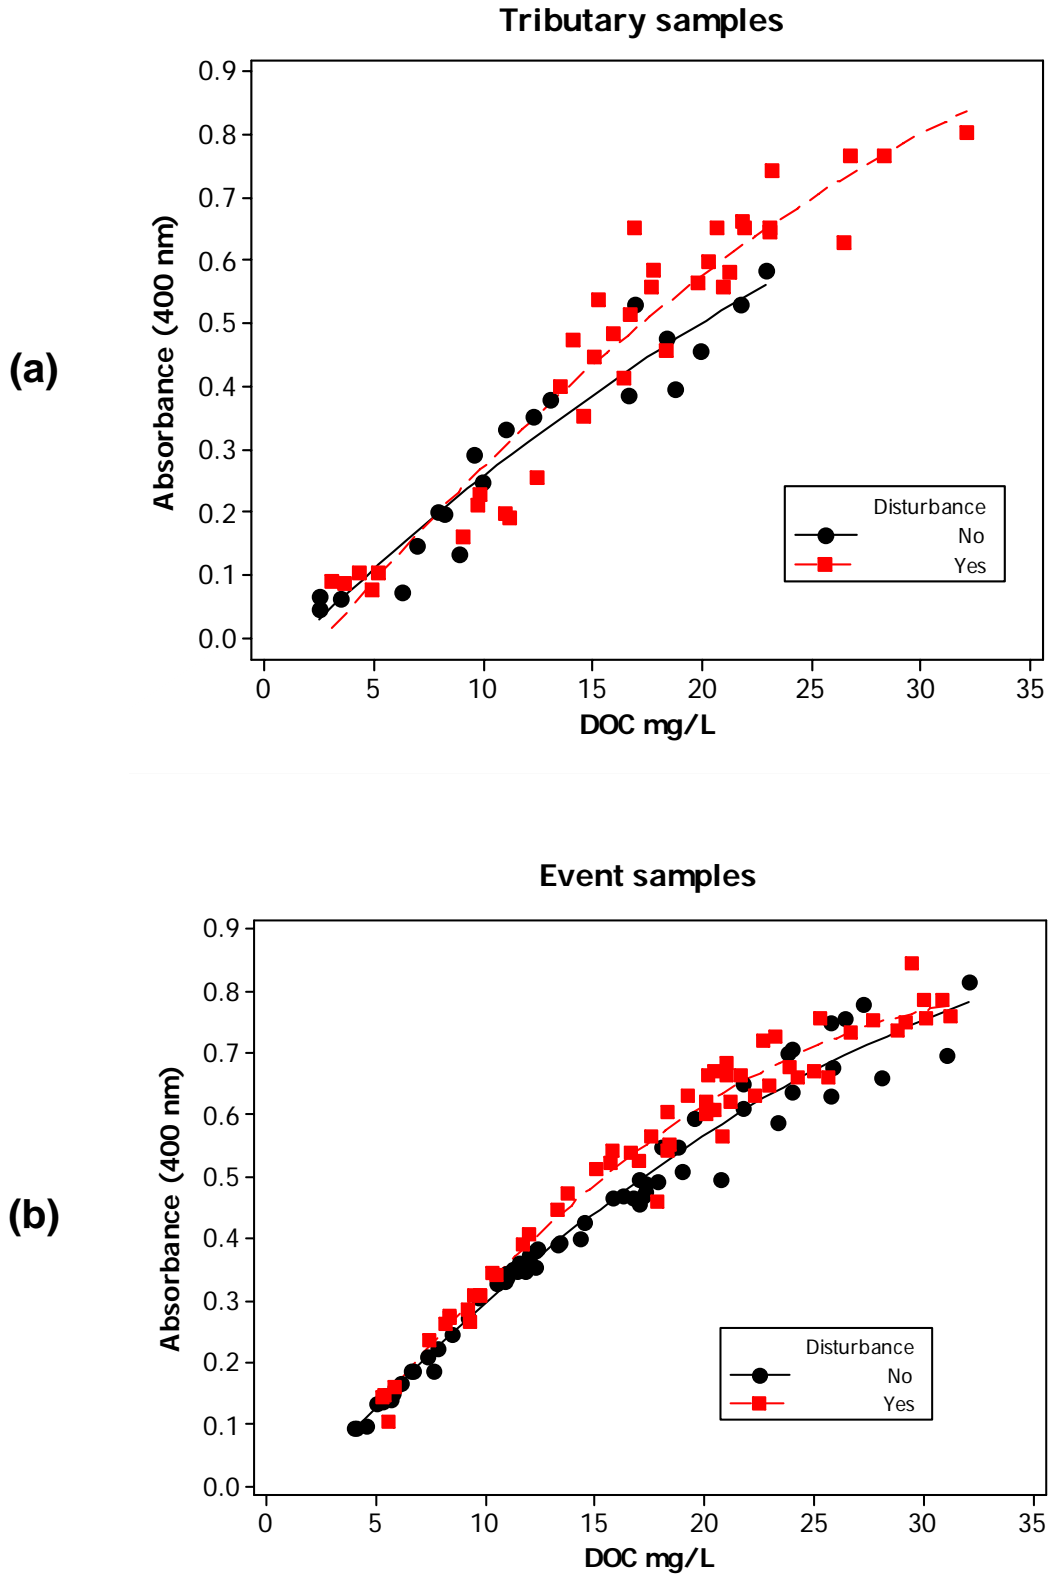 Tributary samples
0.9
0.8
0.7
0.6
0.5
0.4
0.3
0.2
0.1
0.0
Absorbance (400 nm)
(a)
Disturbance
No
Yes
0 5 10 15 20 25 30 35
DOC mg/L
Event samples
0.9
0.8
0.7
0.6
0.5
0.4
0.3
0.2
0.1
0.0
Absorbance (400 nm)
(b)
Disturbance
No
Yes
0 5 10 15 20 25 30 35
DOC mg/L